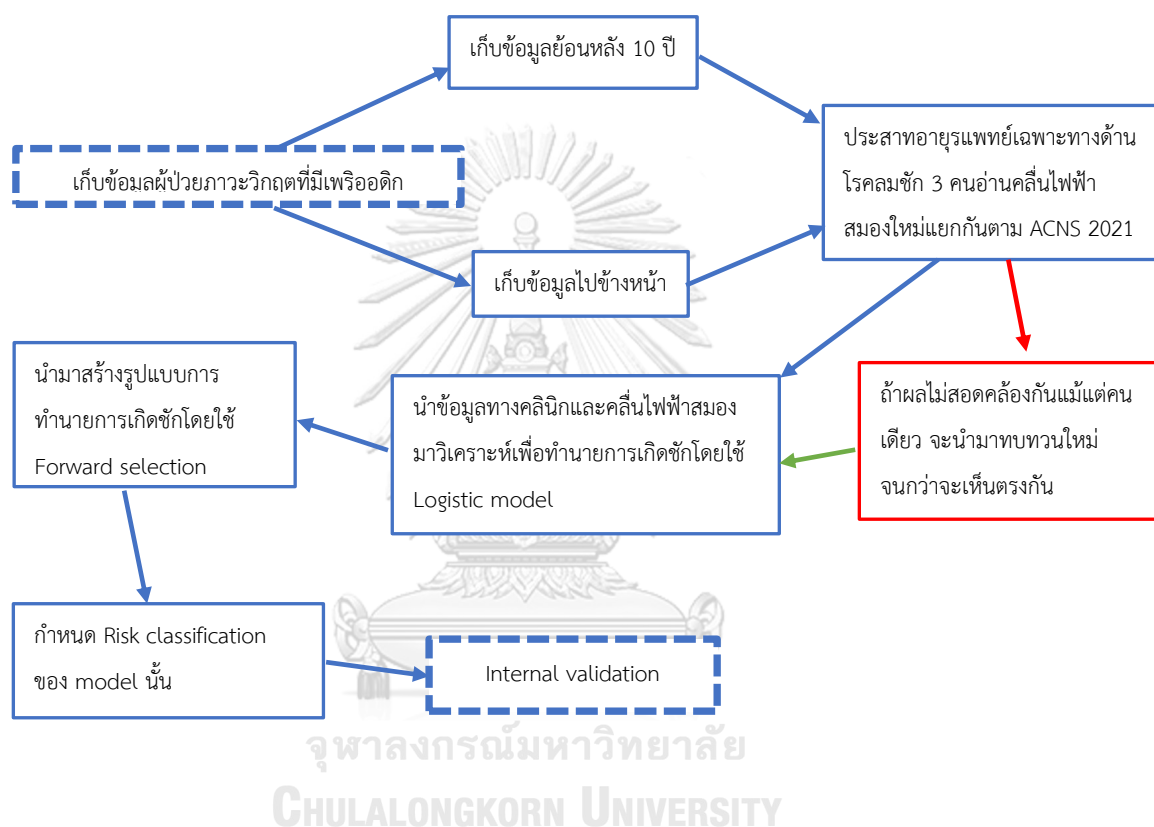 เก็บข้อมูลย้อนหลัง 10 ปี
เก็บข้อมูลผู้ป่วยภาวะวิกฤตที่มีเพริออดิก
เก็บข้อมูลไปข้างหน้า
ประสาทอายุรแพทย์เฉพาะทางด้าน
โรคลมชัก 3 คนอ่านคลื่นไฟฟ้า
สมองใหม่แยกกันตาม ACNS 2021
ถ้าผลไม่สอดคล้องกันแม้แต่คน
เดียว จะนำมาทบทวนใหม่
จนกว่าจะเห็นตรงกัน
นำข้อมูลทางคลินิกและคลื่นไฟฟ้าสมอง
มาวิเคราะห์เพื่อทำนายการเกิดชักโดยใช้
Logistic model
นำมาสร้างรูปแบบการ
ทำนายการเกิดชักโดยใช้
Forward selection
กำหนด Risk classification
ของ model นั้น
Internal validation
จุฬาลงกรณ์มหาวิทยาลัย
CHULALONGKORN UNIVERSITY